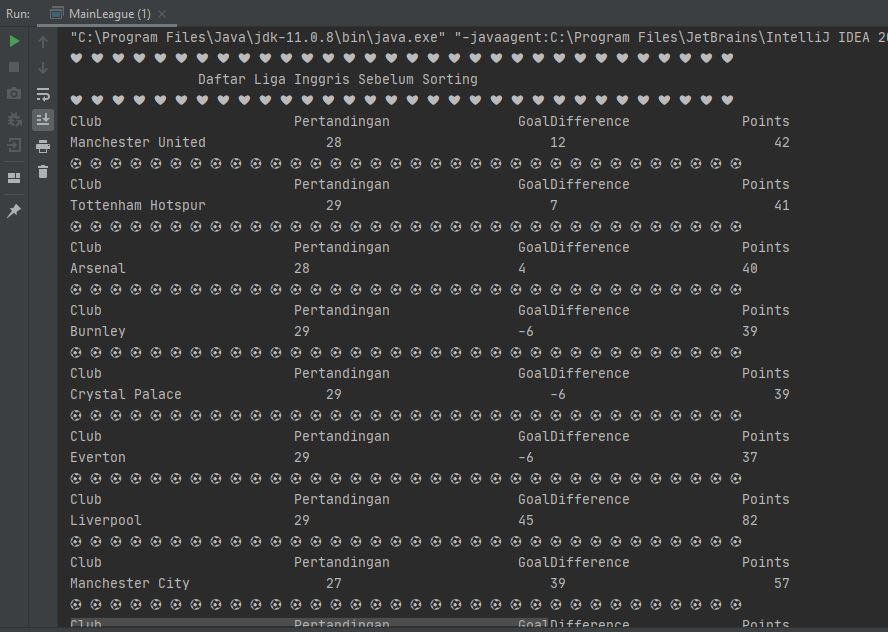 Run: MainLeague (1)
"C:\Program Files\Java\jdk-11.0.8\bin\java.exe" "-javaagent:C:\Program Files\JetBrains\IntelliJ IDEA 20
♥ ♥ ♥ ♥ ♥ ♥ ♥ ♥ ♥ ♥ ♥ ♥ ♥ ♥ ♥ ♥ ♥ ♥ ♥ ♥ ♥ ♥ ♥ ♥ ♥ ♥ ♥ ♥ ♥ ♥ ♥ ♥
Daftar Liga Inggris Sebelum Sorting
♥ ♥ ♥ ♥ ♥ ♥ ♥ ♥ ♥ ♥ ♥ ♥ ♥ ♥ ♥ ♥ ♥ ♥ ♥ ♥ ♥ ♥ ♥ ♥ ♥ ♥ ♥ ♥ ♥ ♥ ♥ ♥
Club Pertandingan GoalDifference Points
Manchester United 28 12 42
Club Pertandingan GoalDifference Points
Tottenham Hotspur 29 7 41
Club Pertandingan GoalDifference Points
Arsenal 28 4 40
Club Pertandingan GoalDifference Points
Burnley 29 -6 39
Club Pertandingan GoalDifference Points
Crystal Palace 29 -6 39
Club Pertandingan GoalDifference Points
Everton 29 -6 37
Club Pertandingan GoalDifference Points
Liverpool 29 45 82
Club Pertandingan GoalDifference Points
Manchester City 27 39 57
Club Pertandingan GoalDifference Points